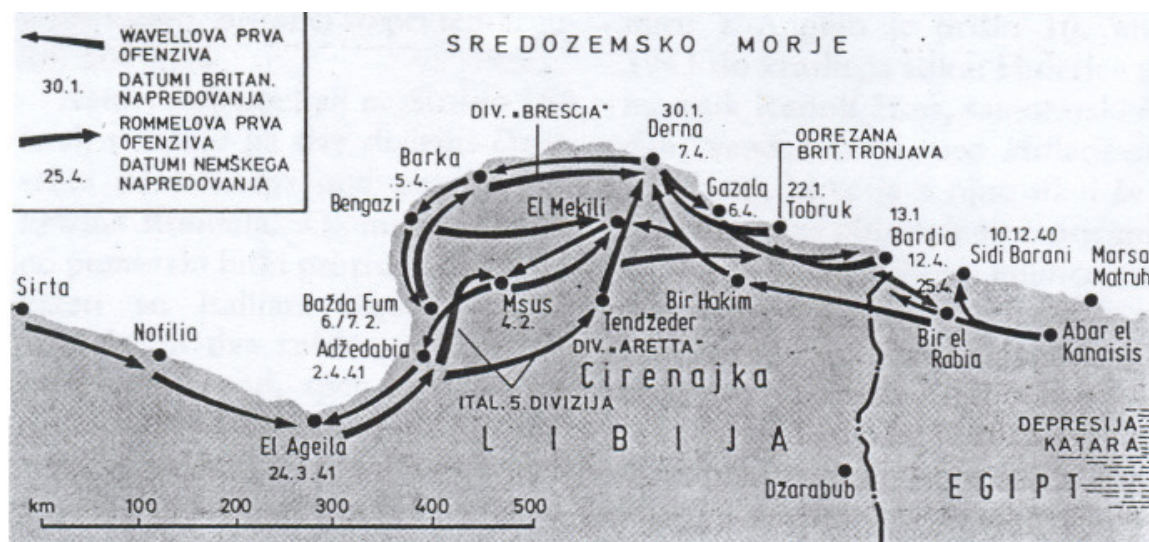 WAVELLOVA PRVA
OFENZIVA
30.1.
DATUMI BRITAN.
NAPREDOVANJA
ROMMELOVA PRVA
OFENZIVA
25.4.
DATUMI NEMŠKEGA
NAPREDOVANJA
SREDOZEMSKO MORJE
DIV. „BRESCIA"
30.1.
Derna
7.4.
ODREZANA
BRIT. TRDNJAVA
Barka
5.4.
Bengazi
El Mekili
Gazala
6.4.
22.1.
Tobruk
13.1
Bardia
12.4.
25.4.
10.12.40
Sidi Barani
Marsa
Matruh
Sirta
Nofilia
Bažda Fum
6./7. 2.
Adžedabia
2.4.41
Msus
4.2.
Tendžeder
DIV. „ARETTA"
Bir Hakim
Bir el
Rabia
Abar el
Kanaisis
Cirenajka
ITAL. 5. DIVIZIJA
El Ageila
24.3.41
LIBIJA
DEPRESIJA
KATARA
Džarabub
EGIPT
km 100 200 300 400 500